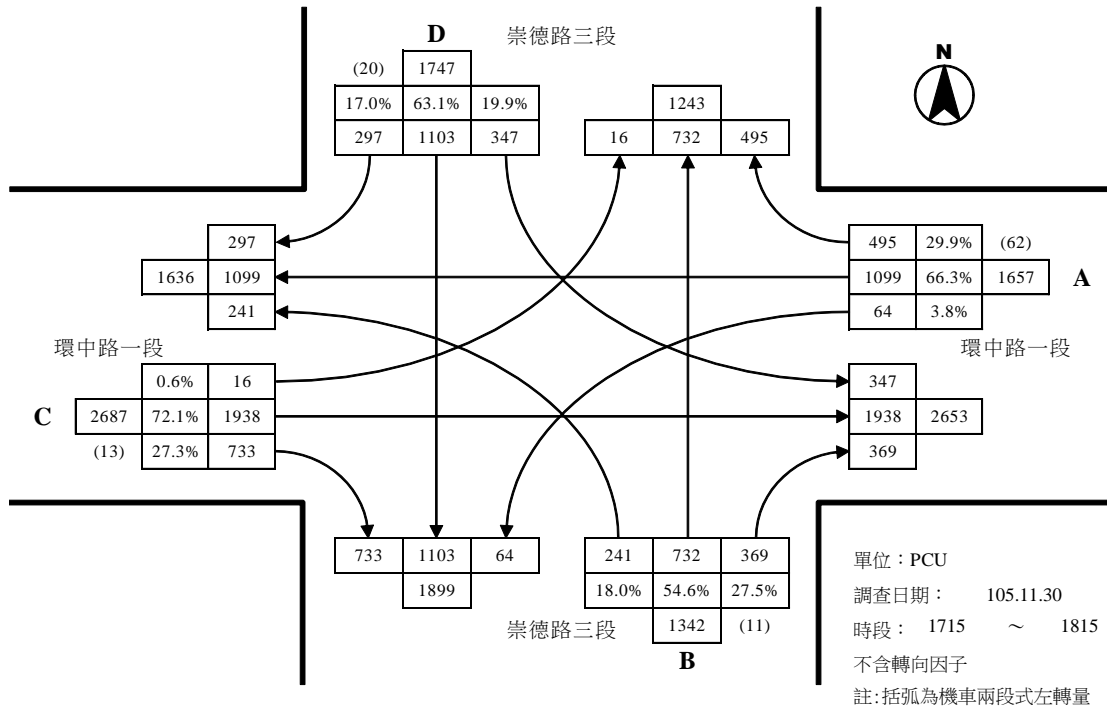 D 崇德路三段
N
(20) 1747
17.0% 63.1% 19.9%
297 1103 347
1243
16 732 495
297
1636 1099
241
495 29.9% (62)
1099 66.3% 1657 A
64 3.8%
環中路一段
環中路一段
0.6% 16
C 2687 72.1% 1938
(13) 27.3% 733
347
1938 2653
369
733 1103 64
1899
241 732 369
18.0% 54.6% 27.5%
1342 (11)
崇德路三段
B
單位：PCU
調查日期： 105.11.30
時段： 1715 ～ 1815
不含轉向因子
註:括弧為機車兩段式左轉量